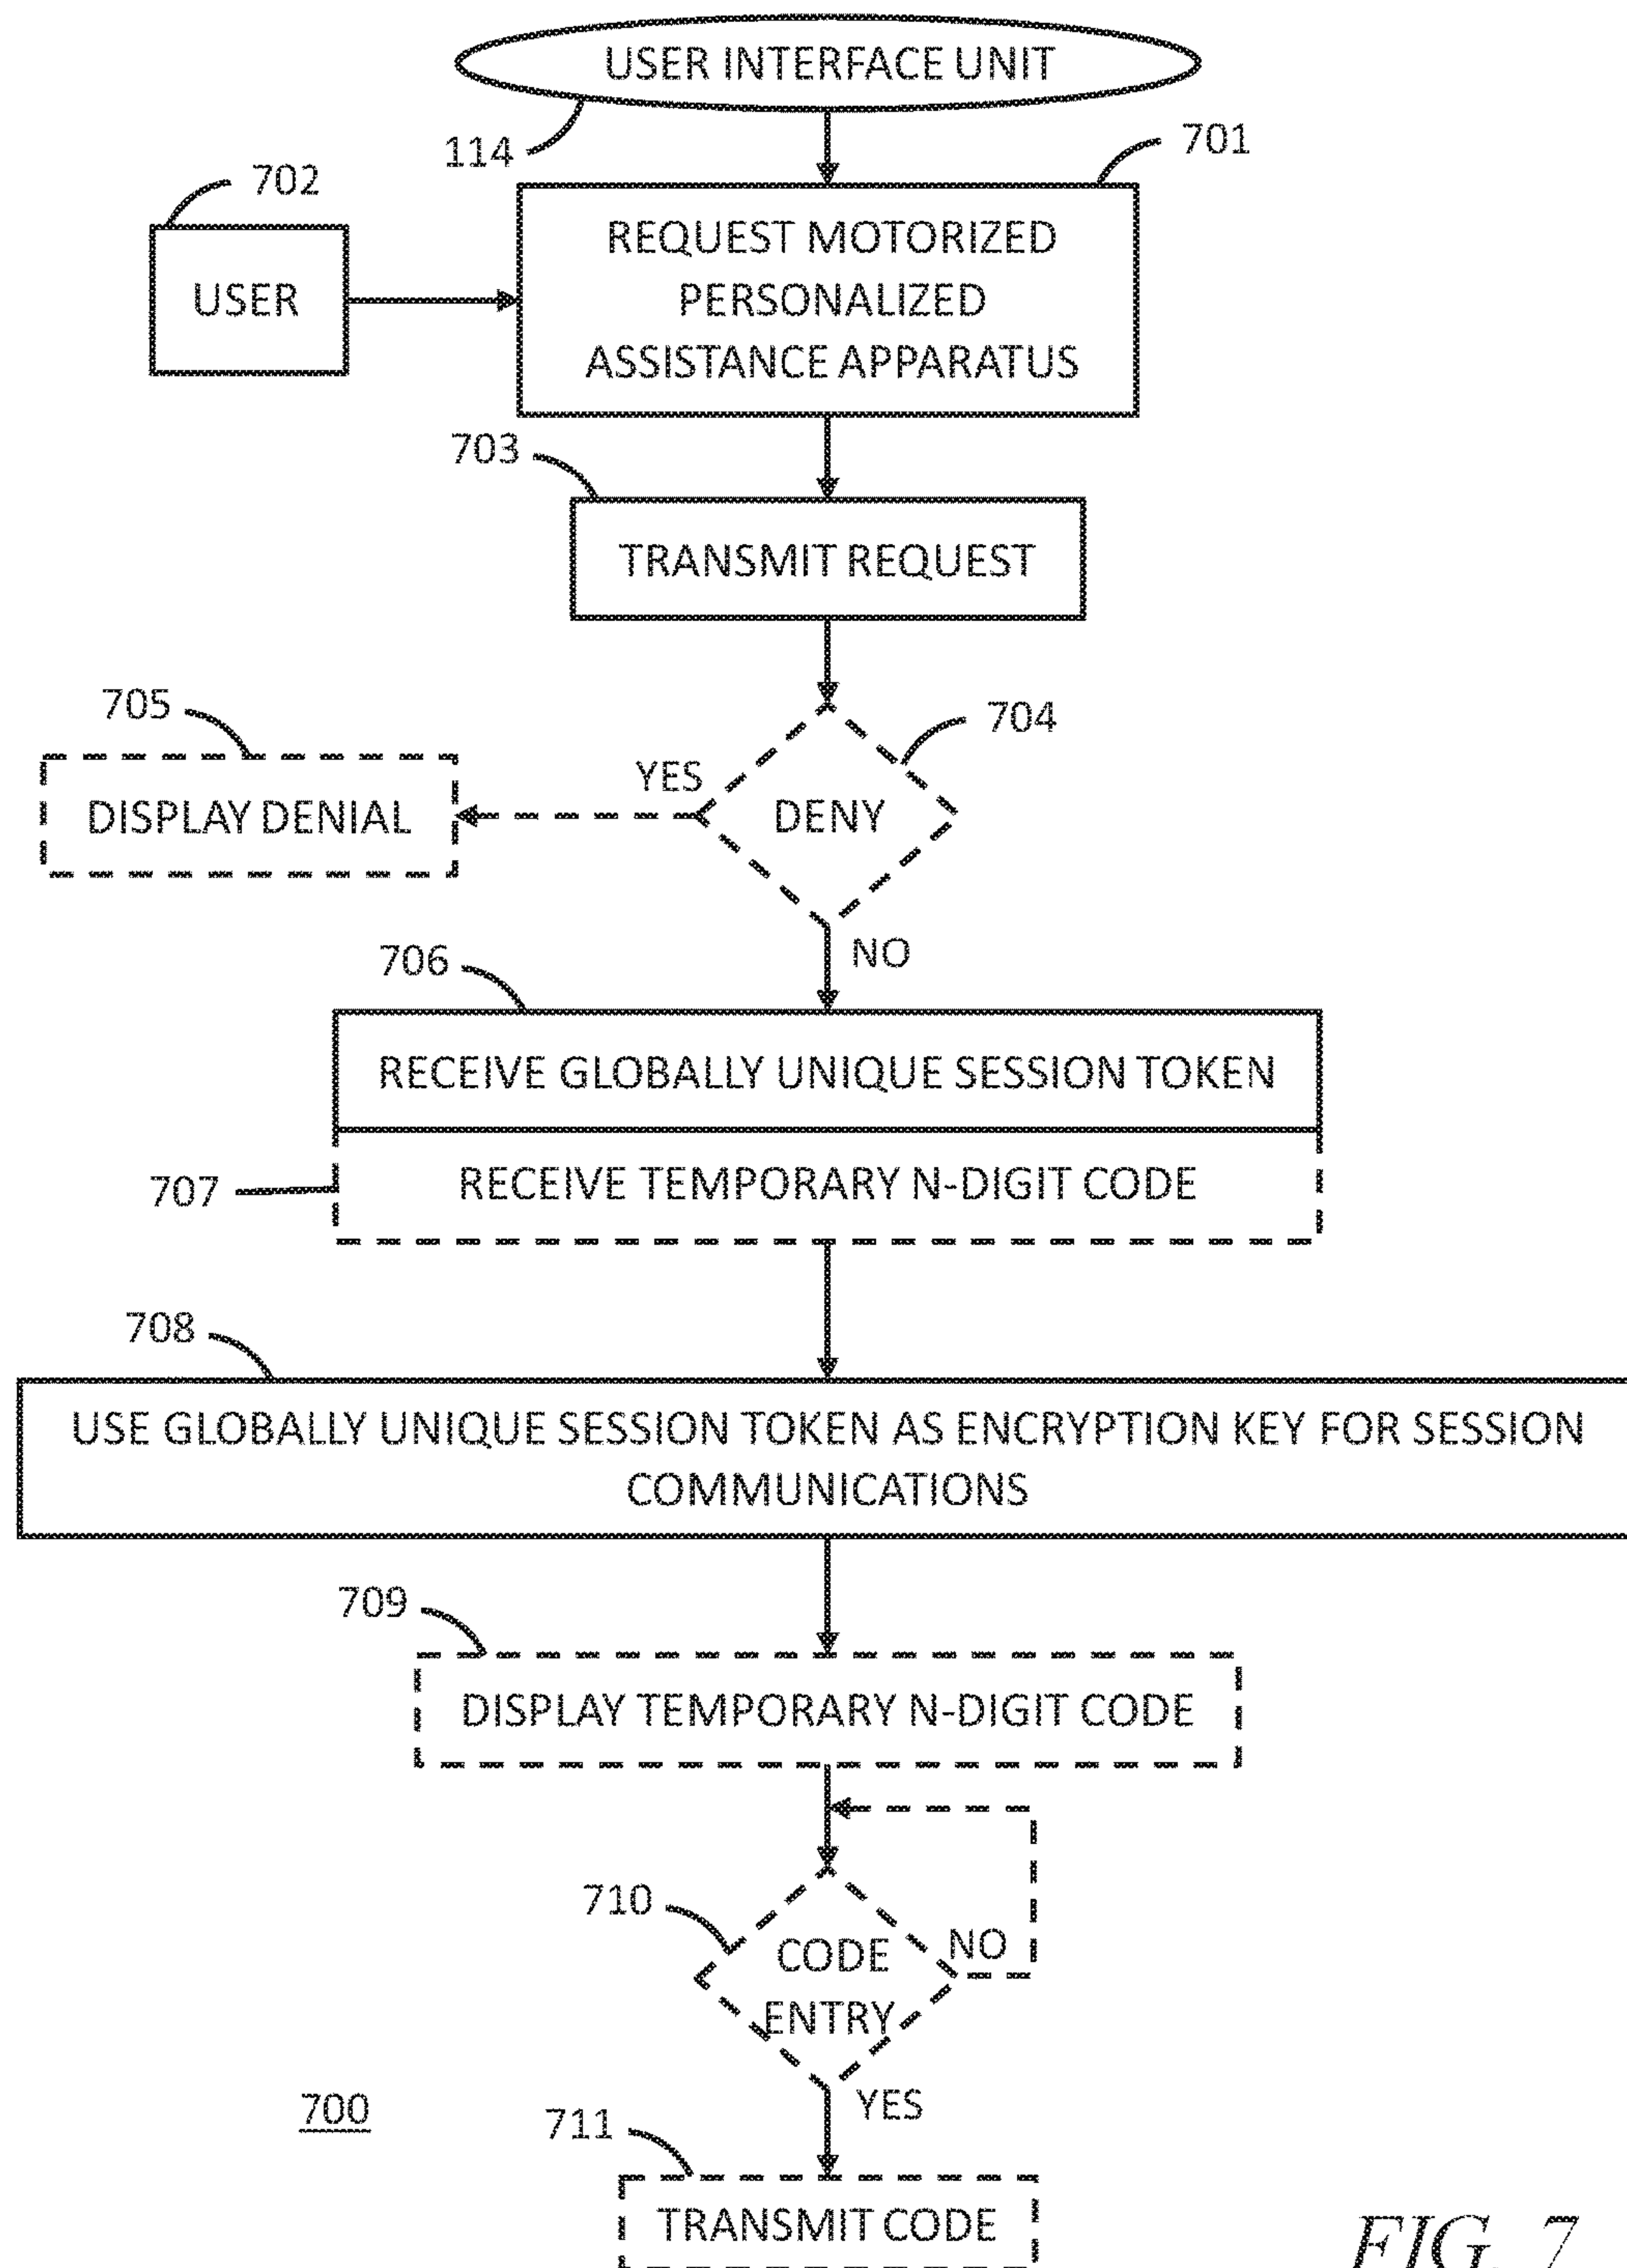 USER INTERFACE UNIT
114
701
702
REQUEST MOTORIZED
PERSONALIZED
ASSISTANCE APPARATUS
USER
703
TRANSMIT REQUEST
705
704
YES
DISPLAY DENIAL
DENY
NO
706
RECEIVE GLOBALLY UNIQUE SESSION TOKEN
707
RECEIVE TEMPORARY N-DIGIT CODE
708
USE GLOBALLY UNIQUE SESSION TOKEN AS ENCRYPTION KEY FOR SESSION
COMMUNICATIONS
709
DISPLAY TEMPORARY N-DIGIT CODE
710
CODE
ENTRY
NO
YES
700
711
TRANSMIT CODE
FIG. 7